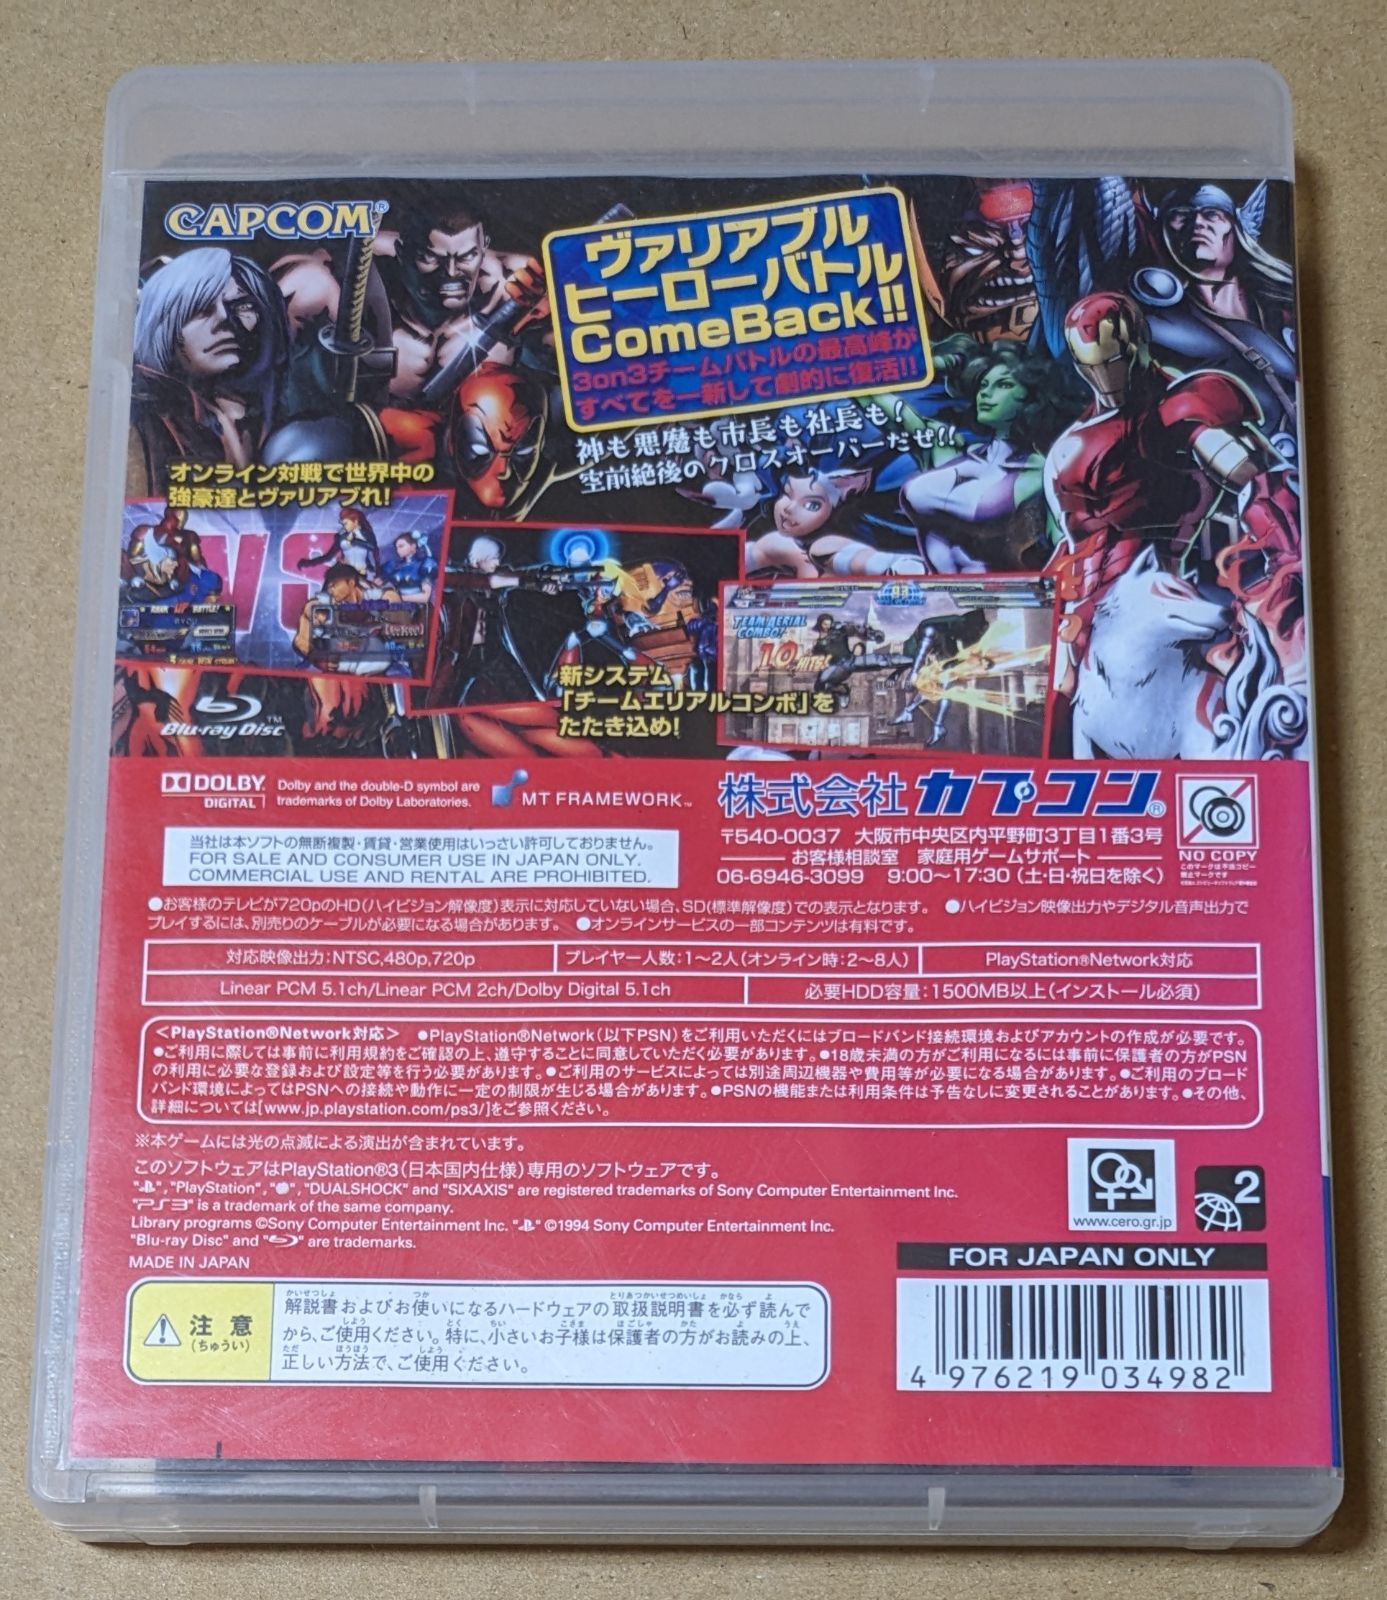 CAPCOM®
ヴァリアブル
ヒーローバトル
ComeBack!!
3on3チームバトルの最高峰が
すべてを一新して劇的に復活!!
神も悪魔も市長も社長も!
空前絶後のクロスオーバーだぜ!!
オンライン対戦で世界中の
強豪達とヴァリアブれ!
VS
TEAM AERIAL
COMBO!
10 HITS!
新システム
「チームエリアルコンボ」を
たたき込め!
Blu-ray Disc™
DOLBY
DIGITAL
Dolby and the double-D symbol are
trademarks of Dolby Laboratories.
MT FRAMEWORK™
株式会社カプコン®
〒540-0037 大阪市中央区内平野町3丁目1番3号
お客様相談室 家庭用ゲームサポート
06-6946-3099 9:00〜17:30(土・日・祝日を除く)
NO COPY
このマークは不法コピー
禁止マークです
当社は本ソフトの無断複製・賃貸・営業使用はいっさい許可しておりません。
FOR SALE AND CONSUMER USE IN JAPAN ONLY.
COMMERCIAL USE AND RENTAL ARE PROHIBITED.
●お客様のテレビが720pのHD(ハイビジョン解像度)表示に対応していない場合、SD(標準解像度)での表示となります。 ●ハイビジョン映像出力やデジタル音声出力で
プレイするには、別売りのケーブルが必要になる場合があります。 ●オンラインサービスの一部コンテンツは有料です。
対応映像出力:NTSC,480p,720p
プレイヤー人数:1〜2人(オンライン時:2〜8人)
PlayStation®Network対応
Linear PCM 5.1ch/Linear PCM 2ch/Dolby Digital 5.1ch
必要HDD容量:1500MB以上(インストール必須)
<PlayStation®Network対応> ●PlayStation®Network(以下PSN)をご利用いただくにはブロードバンド接続環境およびアカウントの作成が必要です。
●ご利用に際しては事前に利用規約をご確認の上、遵守することに同意していただく必要があります。●18歳未満の方がご利用になるには事前に保護者の方がPSN
の利用に必要な登録および設定等を行う必要があります。●ご利用のサービスによっては別途周辺機器や費用等が必要になる場合があります。●ご利用のブロード
バンド環境によってはPSNへの接続や動作に一定の制限が生じる場合があります。●PSNの機能または利用条件は予告なしに変更されることがあります。●その他、
詳細については[www.jp.playstation.com/ps3/]をご参照ください。
※本ゲームには光の点滅による演出が含まれています。
このソフトウェアはPlayStation®3(日本国内仕様)専用のソフトウェアです。
" ", "PlayStation", " ", "DUALSHOCK" and "SIXAXIS" are registered trademarks of Sony Computer Entertainment Inc.
"PS3" is a trademark of the same company.
Library programs ©Sony Computer Entertainment Inc. " " ©1994 Sony Computer Entertainment Inc.
"Blu-ray Disc" and " " are trademarks.
MADE IN JAPAN
www.cero.gr.jp
2
FOR JAPAN ONLY
注意
(ちゅうい)
解説書およびお使いになるハードウェアの取扱説明書を必ず読んで
から、ご使用ください。特に、小さいお子様は保護者の方がお読みの上、
正しい方法で、ご使用ください。
4 976219 034982